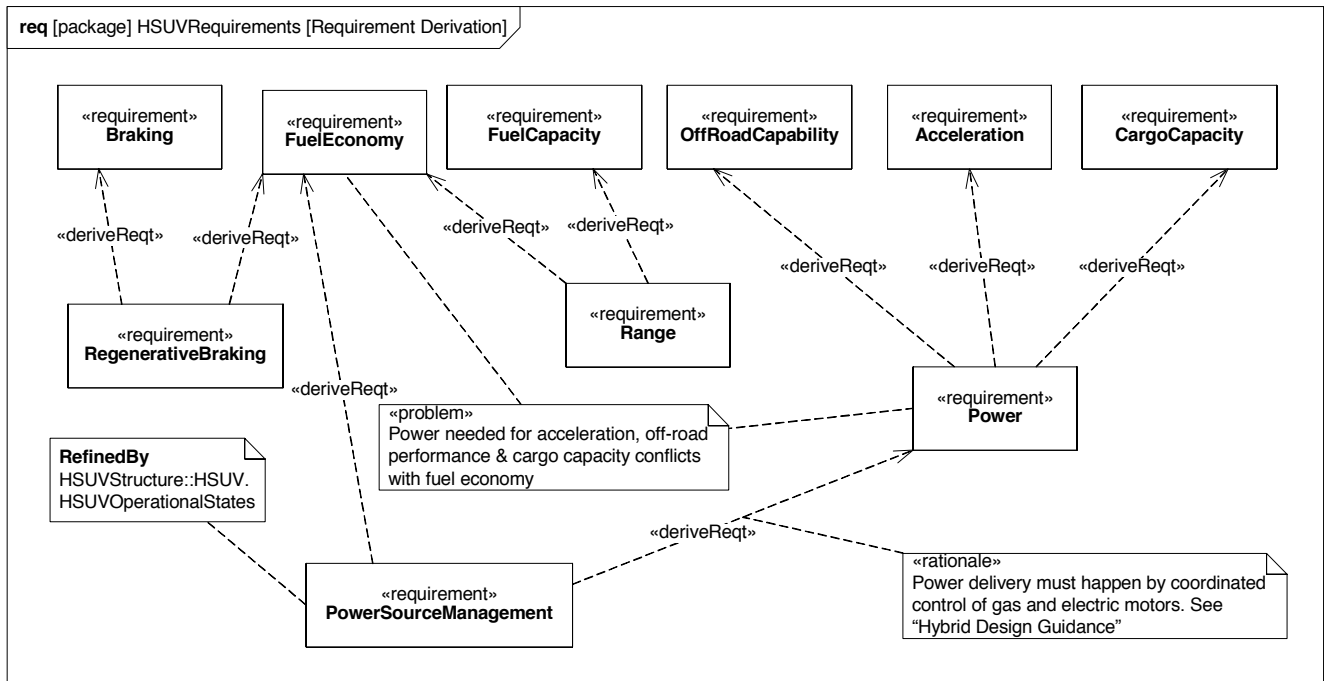 req [package] HSUVRequirements [Requirement Derivation]
«requirement»
Braking
«requirement»
FuelEconomy
«requirement»
FuelCapacity
«requirement»
OffRoadCapability
«requirement»
Acceleration
«requirement»
CargoCapacity
«deriveReqt»
«deriveReqt»
«deriveReqt»
«deriveReqt»
«deriveReqt»
«deriveReqt»
«deriveReqt»
«requirement»
RegenerativeBraking
«requirement»
Range
«deriveReqt»
«requirement»
Power
«problem»
Power needed for acceleration, off-road
performance & cargo capacity conflicts
with fuel economy
RefinedBy
HSUVStructure::HSUV.
HSUVOperationalStates
«deriveReqt»
«rationale»
Power delivery must happen by coordinated
control of gas and electric motors. See
“Hybrid Design Guidance”
«requirement»
PowerSourceManagement